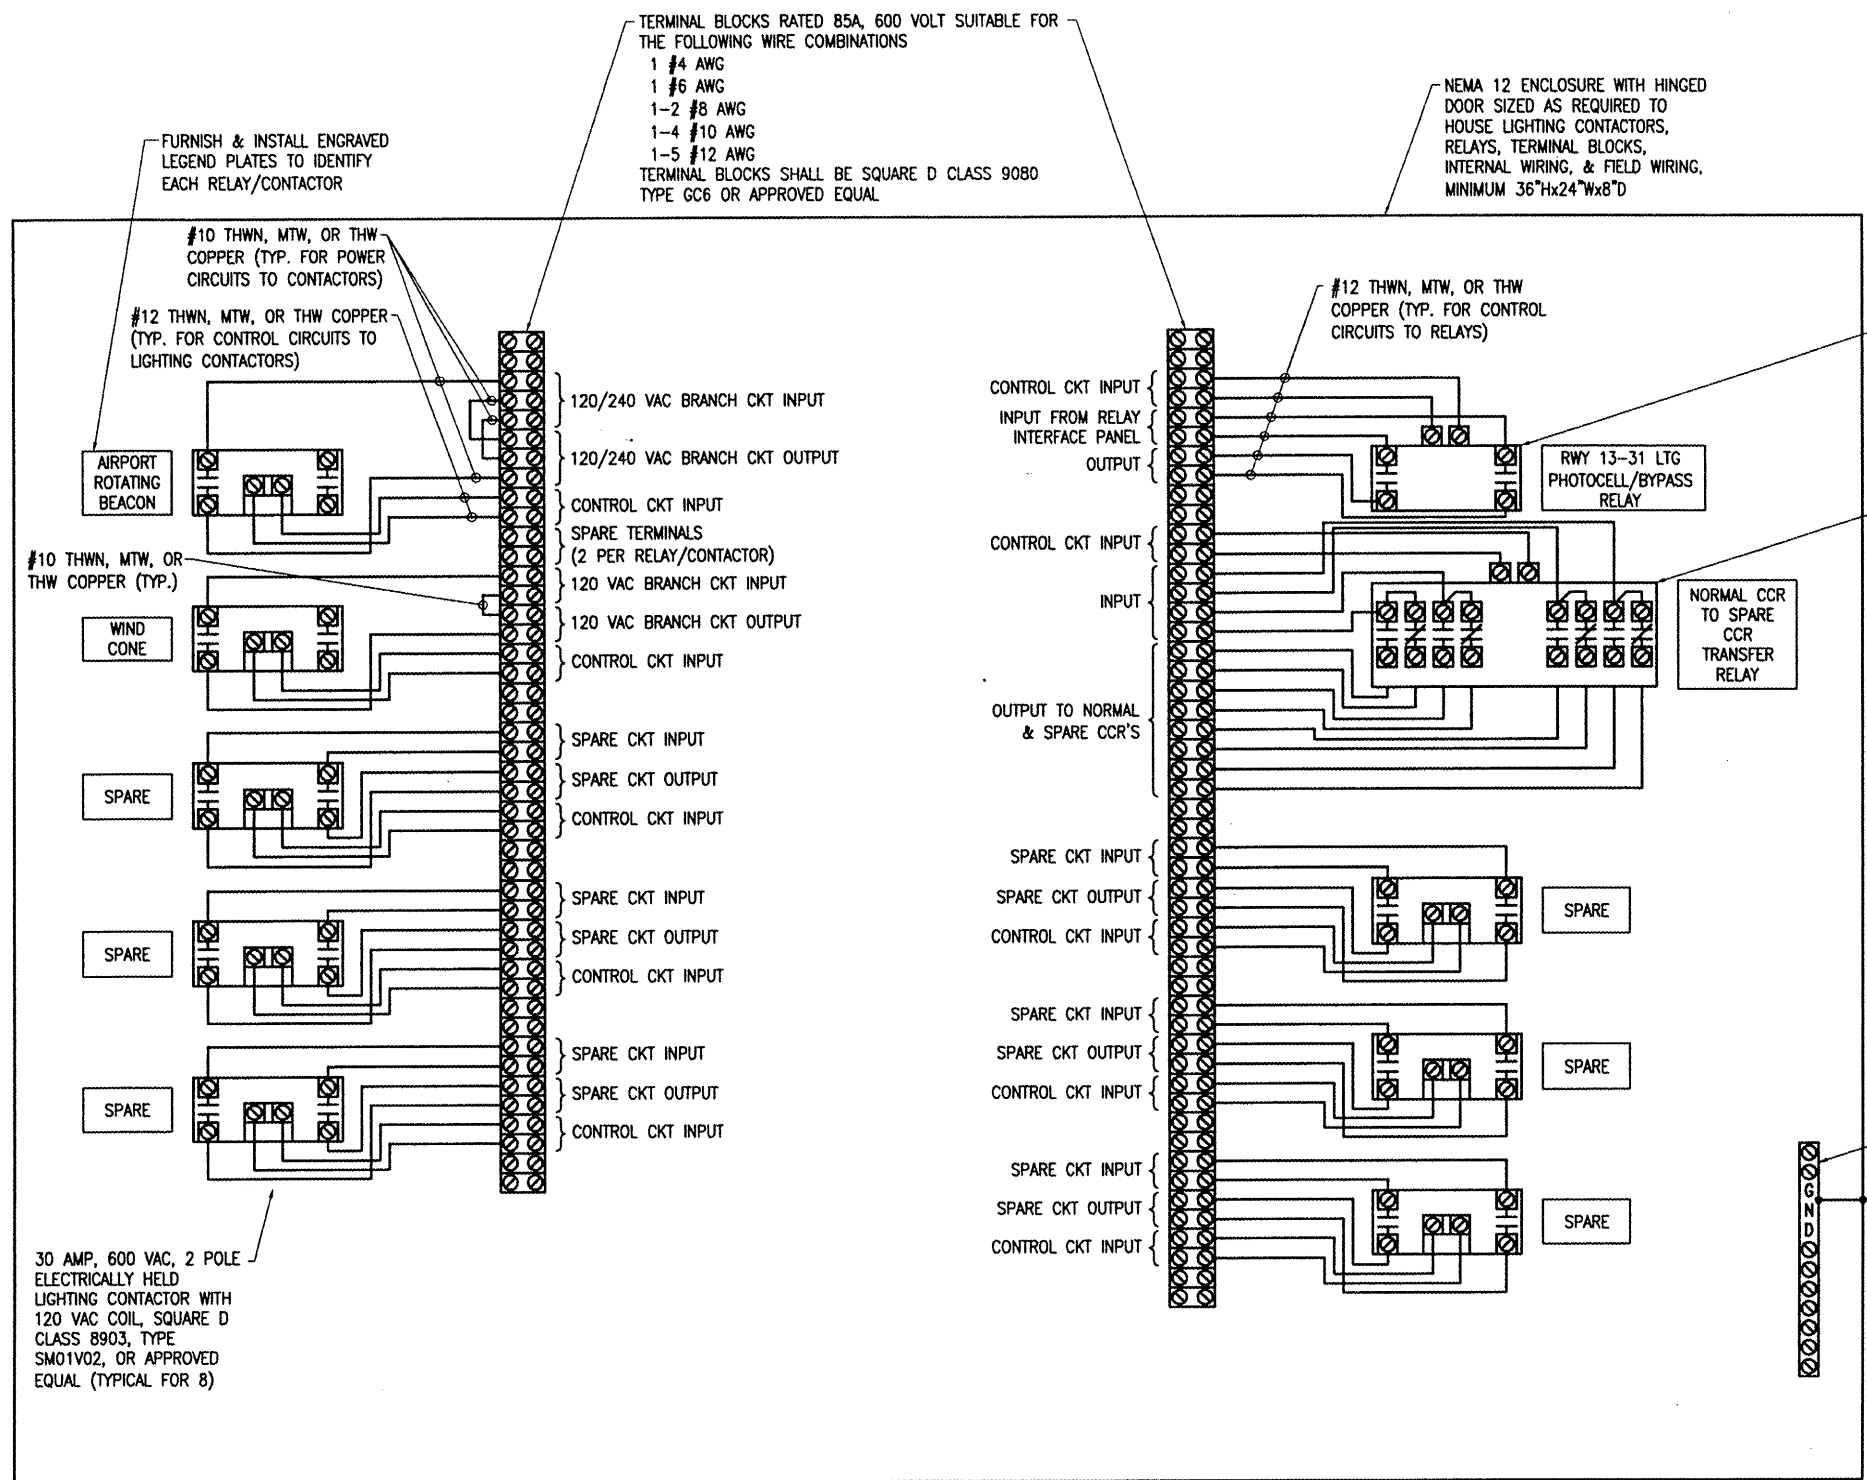 TERMINAL BLOCKS RATED 85A, 600 VOLT SUITABLE FOR
THE FOLLOWING WIRE COMBINATIONS
1 #4 AWG
1 #6 AWG
1-2 #8 AWG
1-4 #10 AWG
1-5 #12 AWG
TERMINAL BLOCKS SHALL BE SQUARE D CLASS 9080
TYPE GC6 OR APPROVED EQUAL
NEMA 12 ENCLOSURE WITH HINGED
DOOR SIZED AS REQUIRED TO
HOUSE LIGHTING CONTACTORS,
RELAYS, TERMINAL BLOCKS,
INTERNAL WIRING, & FIELD WIRING,
MINIMUM 36"Hx24"Wx8"D
FURNISH & INSTALL ENGRAVED
LEGEND PLATES TO IDENTIFY
EACH RELAY/CONTACTOR
#10 THWN, MTW, OR THW
COPPER (TYP. FOR POWER
CIRCUITS TO CONTACTORS)
#12 THWN, MTW, OR THW COPPER
(TYP. FOR CONTROL CIRCUITS TO
LIGHTING CONTACTORS)
120/240 VAC BRANCH CKT INPUT
120/240 VAC BRANCH CKT OUTPUT
CONTROL CKT INPUT
SPARE TERMINALS
(2 PER RELAY/CONTACTOR)
120 VAC BRANCH CKT INPUT
120 VAC BRANCH CKT OUTPUT
CONTROL CKT INPUT
AIRPORT
ROTATING
BEACON
#10 THWN, MTW, OR
THW COPPER (TYP.)
WIND
CONE
SPARE
SPARE CKT INPUT
SPARE CKT OUTPUT
CONTROL CKT INPUT
SPARE
SPARE CKT INPUT
SPARE CKT OUTPUT
CONTROL CKT INPUT
SPARE
SPARE CKT INPUT
SPARE CKT OUTPUT
CONTROL CKT INPUT
30 AMP, 600 VAC, 2 POLE
ELECTRICALLY HELD
LIGHTING CONTACTOR WITH
120 VAC COIL, SQUARE D
CLASS 8903, TYPE
SM01V02, OR APPROVED
EQUAL (TYPICAL FOR 8)
#12 THWN, MTW, OR THW
COPPER (TYP. FOR CONTROL
CIRCUITS TO RELAYS)
CONTROL CKT INPUT
INPUT FROM RELAY
INTERFACE PANEL
OUTPUT
RWY 13-31 LTG
PHOTOCELL/BYPASS
RELAY
CONTROL CKT INPUT
INPUT
OUTPUT TO NORMAL
& SPARE CCR'S
NORMAL CCR
TO SPARE
CCR
TRANSFER
RELAY
SPARE CKT INPUT
SPARE CKT OUTPUT
CONTROL CKT INPUT
SPARE
SPARE CKT INPUT
SPARE CKT OUTPUT
CONTROL CKT INPUT
SPARE
SPARE CKT INPUT
SPARE CKT OUTPUT
CONTROL CKT INPUT
SPARE
GND